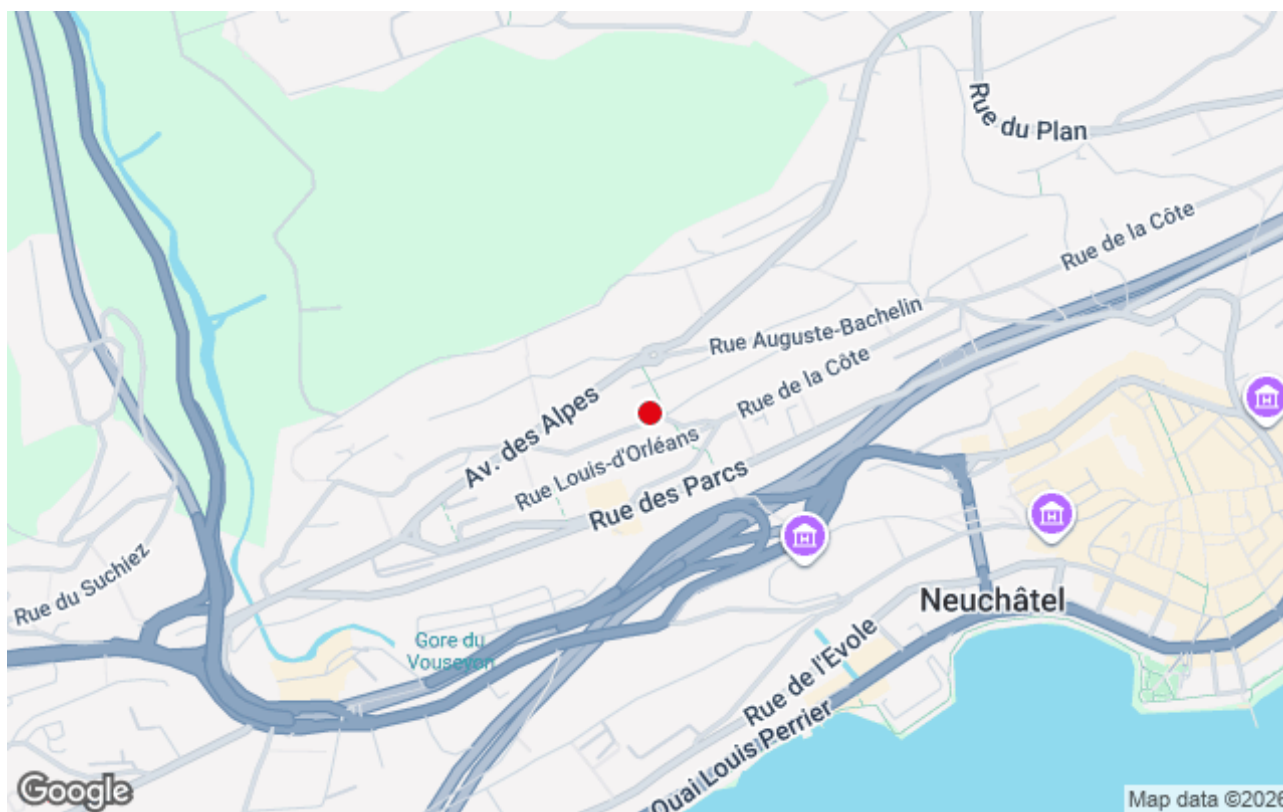 Rue du Plan
Rue de la Côte
Rue Auguste-Bachelin
Rue de la Côte
Av. des Alpes
Rue Louis-d'Orléans
Rue des Parcs
Rue du Suchiez
Neuchâtel
Gore du
Vouseyon
Rue de l'Evole
Quai Louis Perrier
Google
Map data ©2026